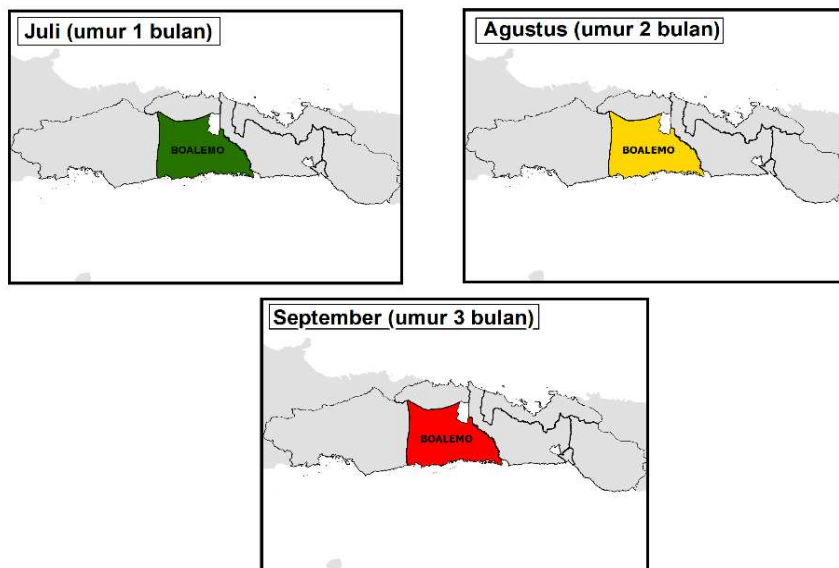 Juli (umur 1 bulan)
BOALEMO
Agustus (umur 2 bulan)
BOALEMO
September (umur 3 bulan)
BOALEMO